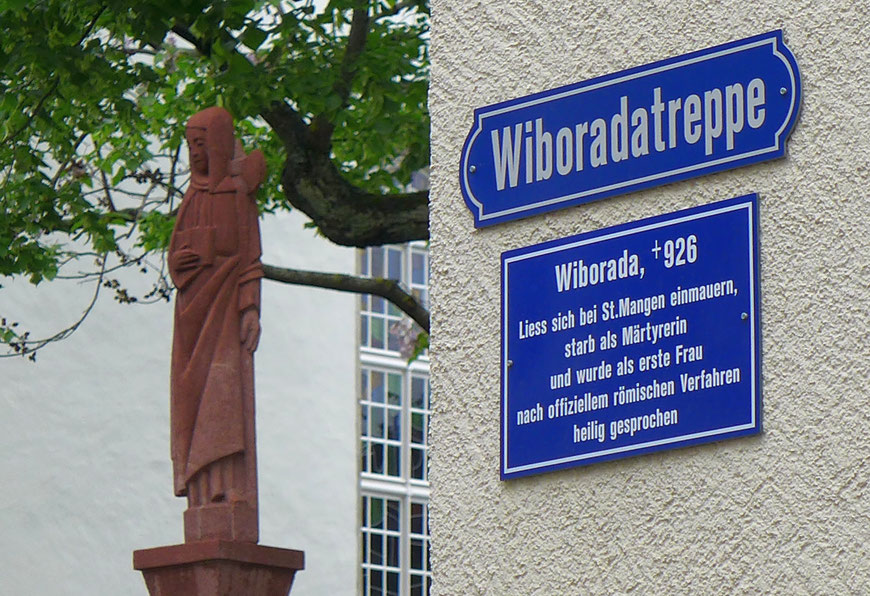 Wiboradatreppe
Wiborada, †926
Liess sich bei St.Mangen einmauern,
starb als Märtyrerin
und wurde als erste Frau
nach offiziellem römischen Verfahren
heilig gesprochen